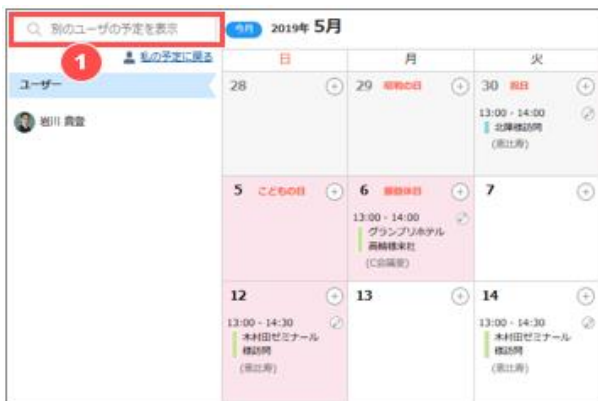 別のユーザの予定を表示
今月 2019年 5月
1
私の予定に戻る
日 月 火
ユーザー
岩川 貴登
28 29 昭和の日 30 祝日
13:00 - 14:00
北陣様訪問
(恵比寿)
5 こどもの日 6 振替休日 7
13:00 - 14:00
グランプリホテル
高輪様来社
(C会議室)
12 13 14
13:00 - 14:30 13:00 - 14:30
木村田ゼミナール 木村田ゼミナール
様訪問 様訪問
(恵比寿) (恵比寿)